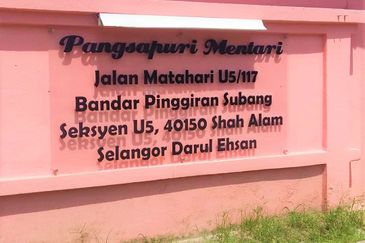 Pangsapuri Mentari
Jalan Matahari U5/117
Bandar Pinggiran Subang
Seksyen U5, 40150 Shah Alam
Selangor Darul Ehsan